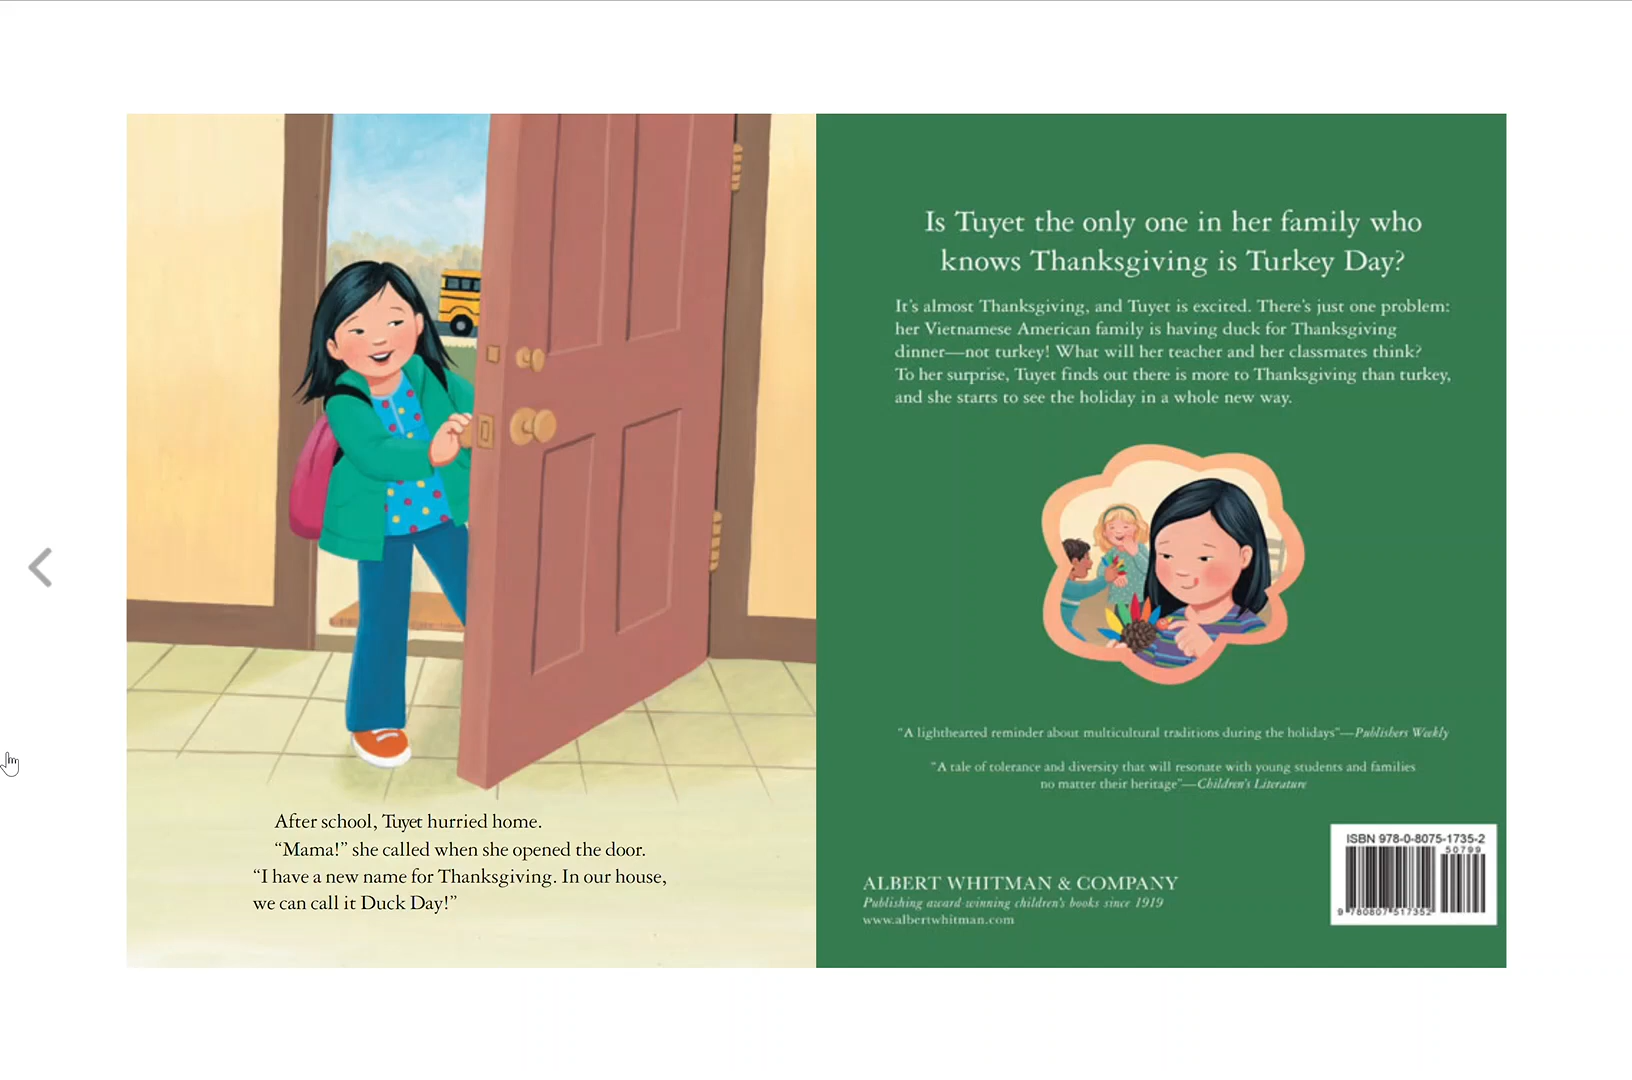 After school, Tuyet hurried home.
“Mama!” she called when she opened the door.
“I have a new name for Thanksgiving. In our house,
we can call it Duck Day!”
Is Tuyet the only one in her family who
knows Thanksgiving is Turkey Day?
It’s almost Thanksgiving, and Tuyet is excited. There’s just one problem:
her Vietnamese American family is having duck for Thanksgiving
dinner—not turkey! What will her teacher and her classmates think?
To her surprise, Tuyet finds out there is more to Thanksgiving than turkey,
and she starts to see the holiday in a whole new way.
“A lighthearted reminder about multicultural traditions during the holidays”—Publishers Weekly
“A tale of tolerance and diversity that will resonate with young students and families
no matter their heritage”—Children’s Literature
ALBERT WHITMAN & COMPANY
Publishing award-winning children’s books since 1919
www.albertwhitman.com
ISBN 978-0-8075-1735-2
50799
9 780807 517352